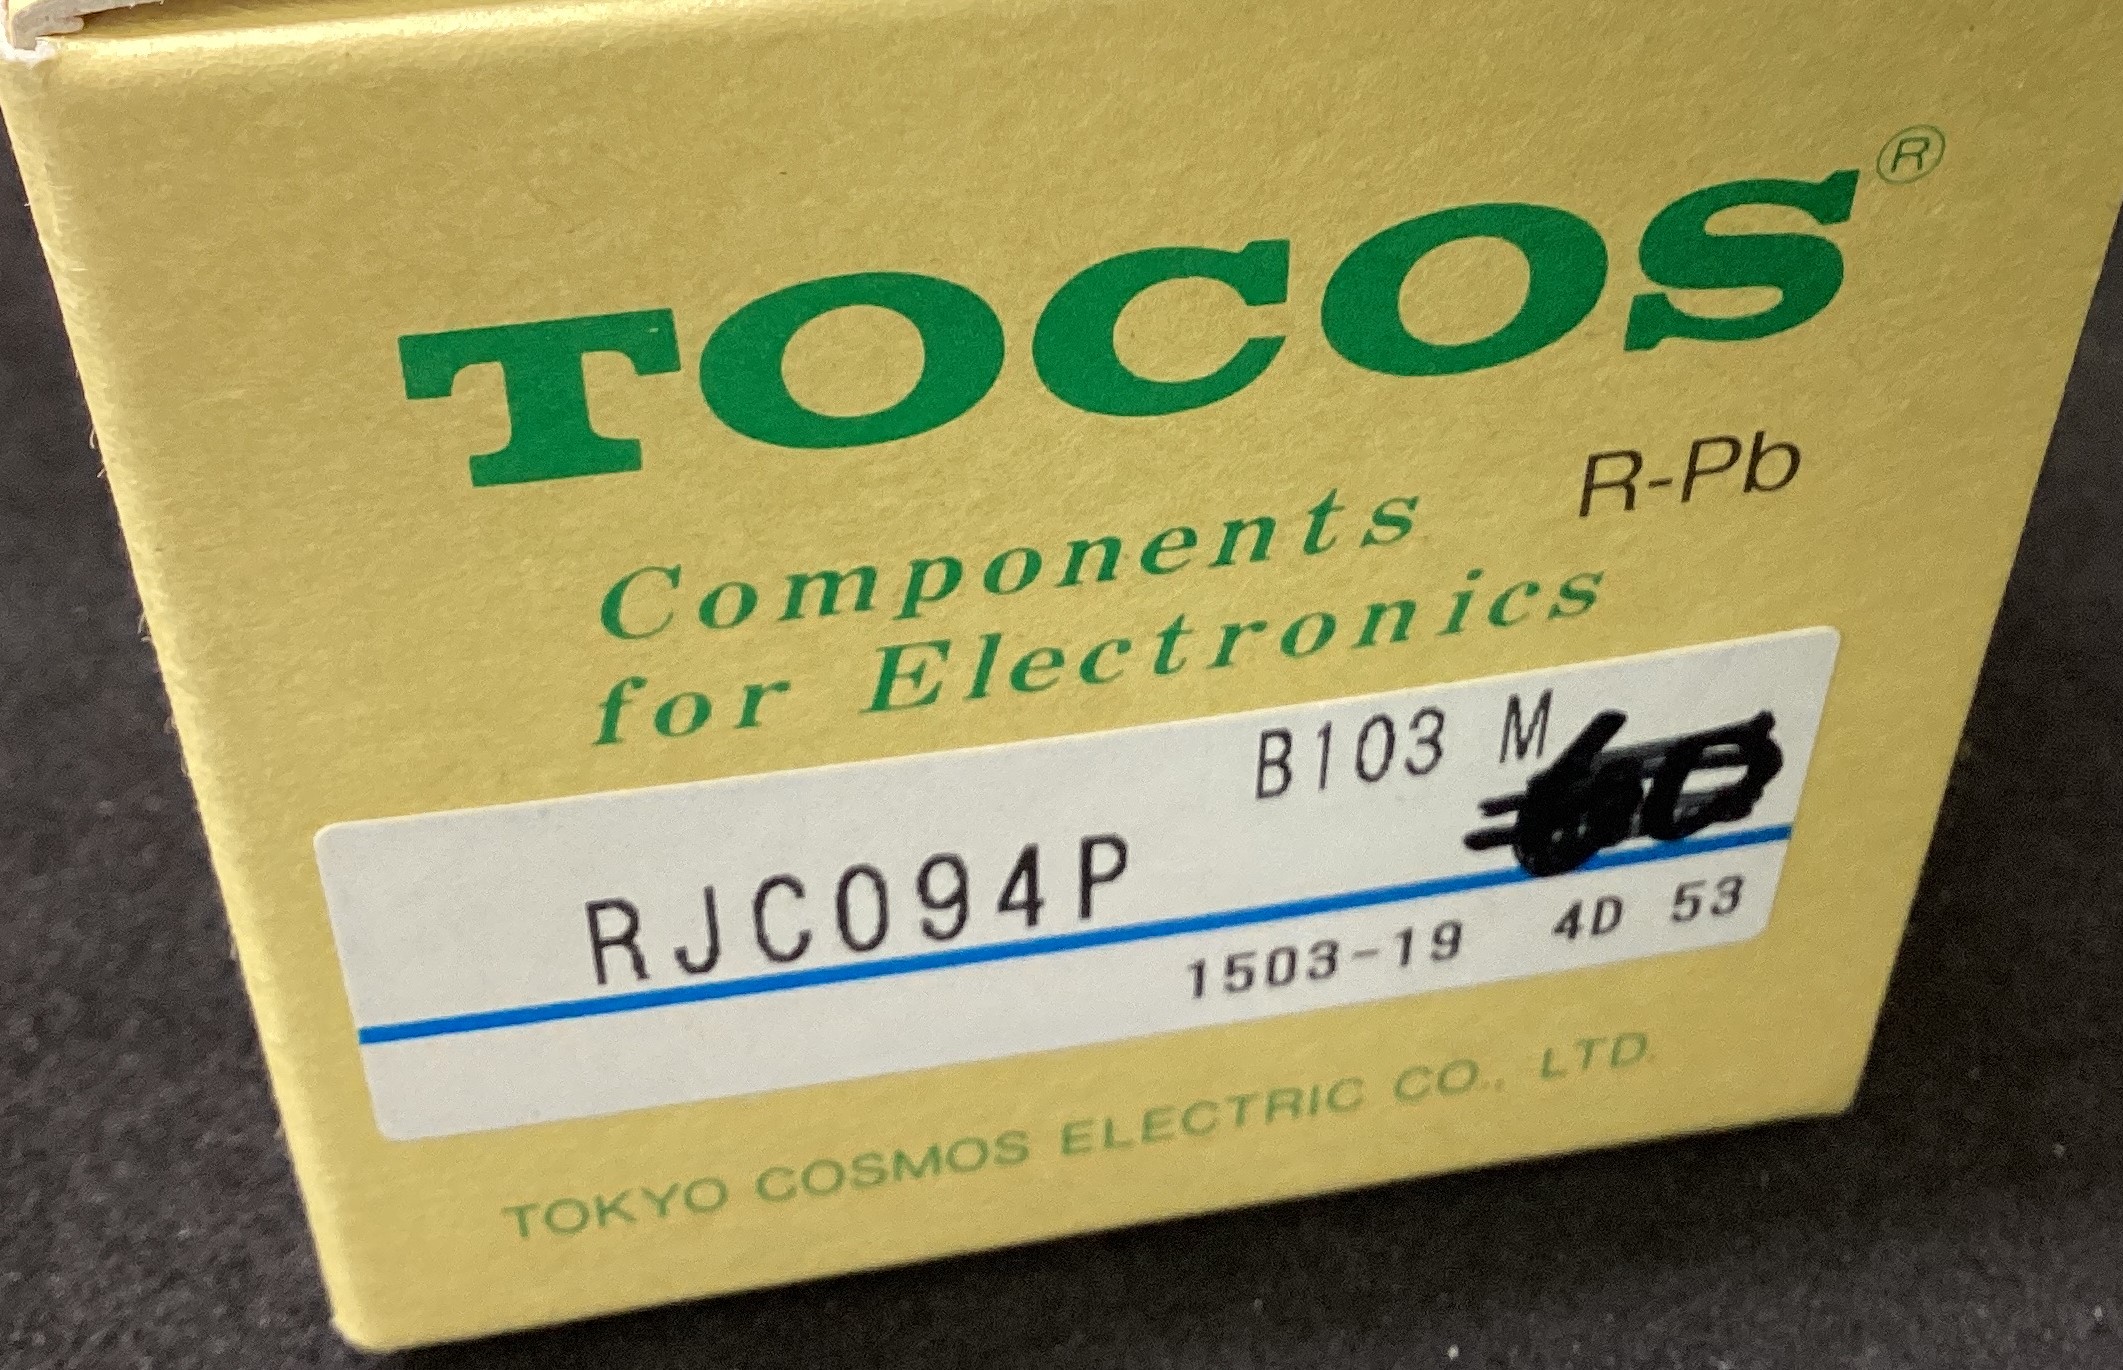 TOCOS®
R-Pb
Components
for Electronics
B103 M
RJC094P
1503-19 4D 53
TOKYO COSMOS ELECTRIC CO., LTD.